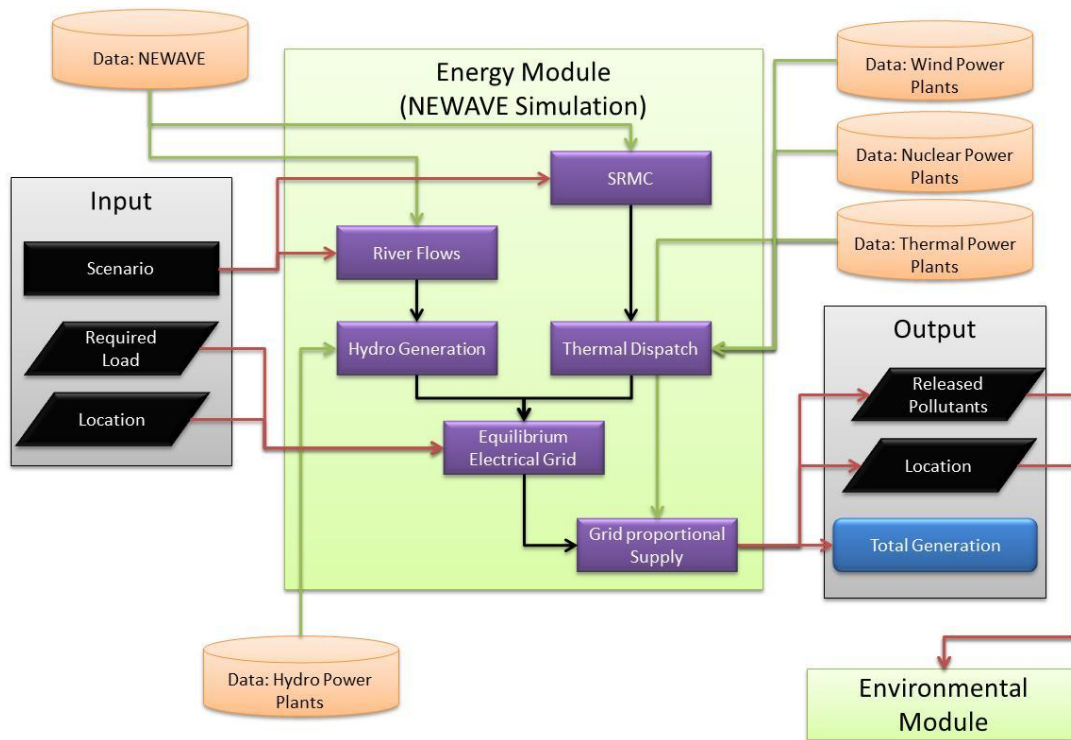 Data: NEWAVE
Energy Module
(NEWAVE Simulation)
Data: Wind Power
Plants
Data: Nuclear Power
Plants
Data: Thermal Power
Plants
Input
Scenario
Required
Load
Location
SRMC
River Flows
Hydro Generation
Thermal Dispatch
Equilibrium
Electrical Grid
Grid proportional
Supply
Output
Released
Pollutants
Location
Total Generation
Data: Hydro Power
Plants
Environmental
Module